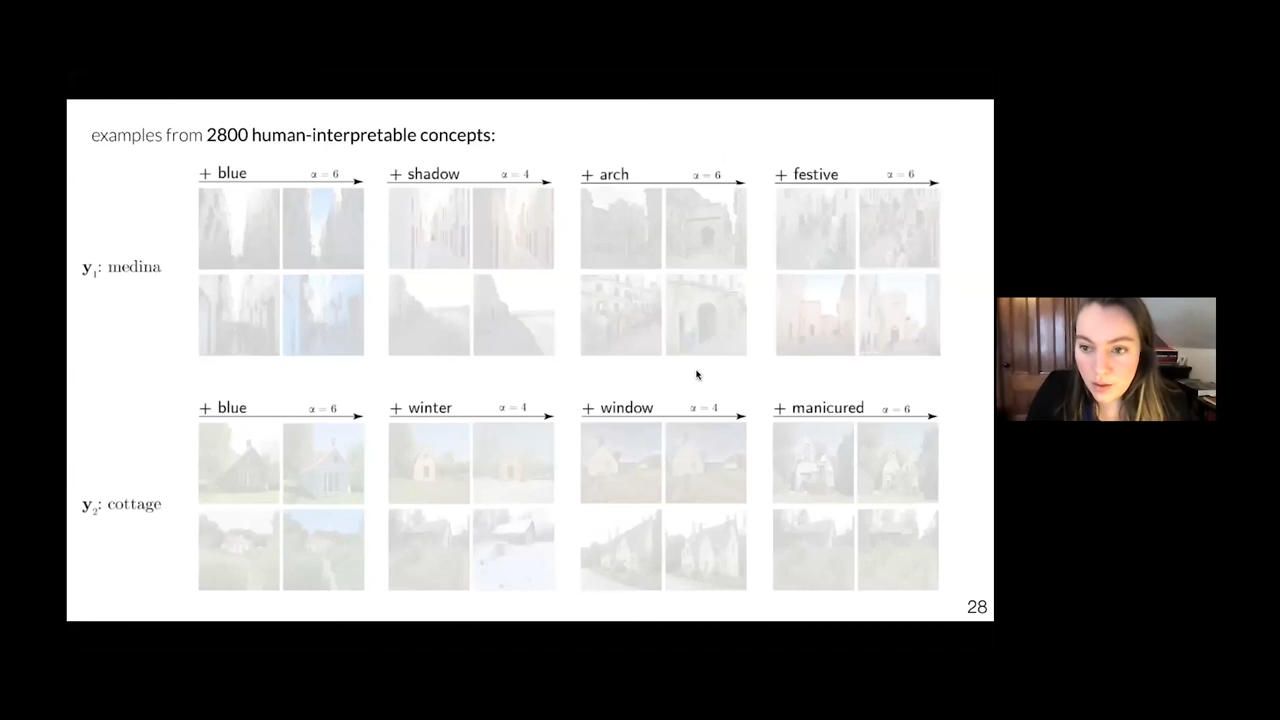 examples from 2800 human-interpretable concepts:
+ blue α = 6
+ shadow α = 4
+ arch α = 6
+ festive α = 6
y₁: medina
+ blue α = 6
+ winter α = 4
+ window α = 4
+ manicured α = 6
y₂: cottage
28